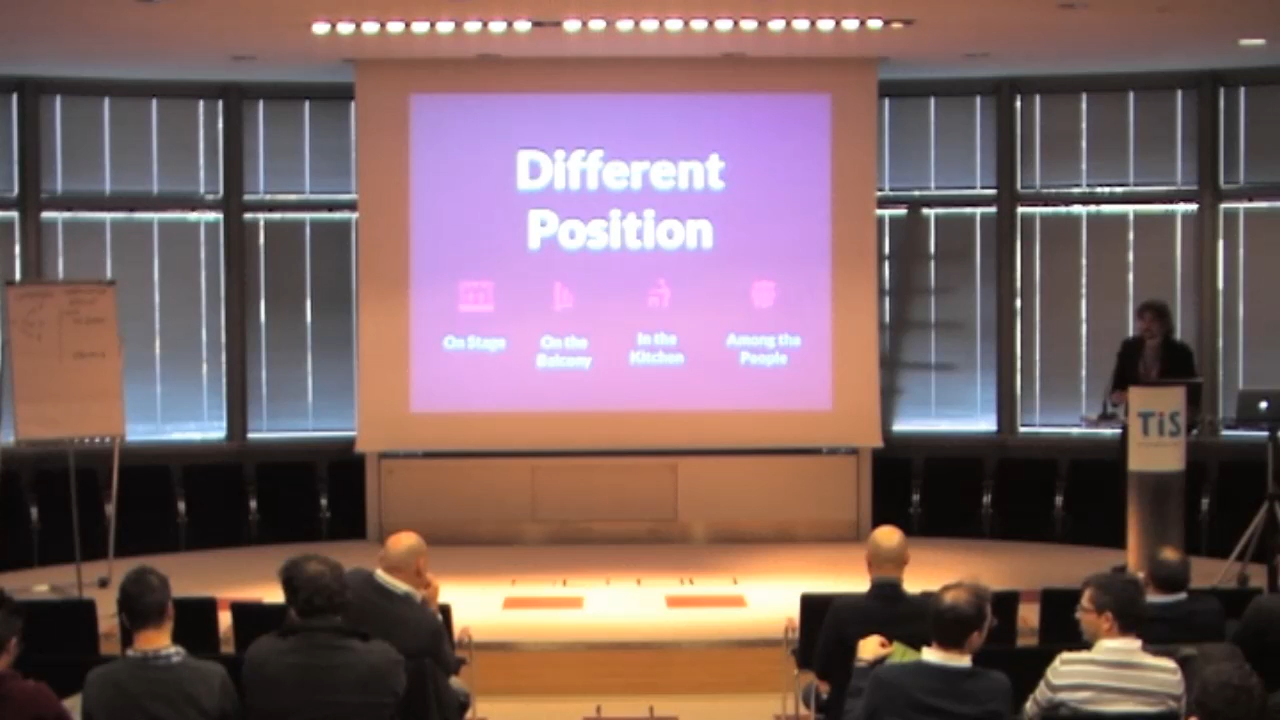 Different
Position
On Stage
On the
Balcony
In the
Kitchen
Among the
People
TiS